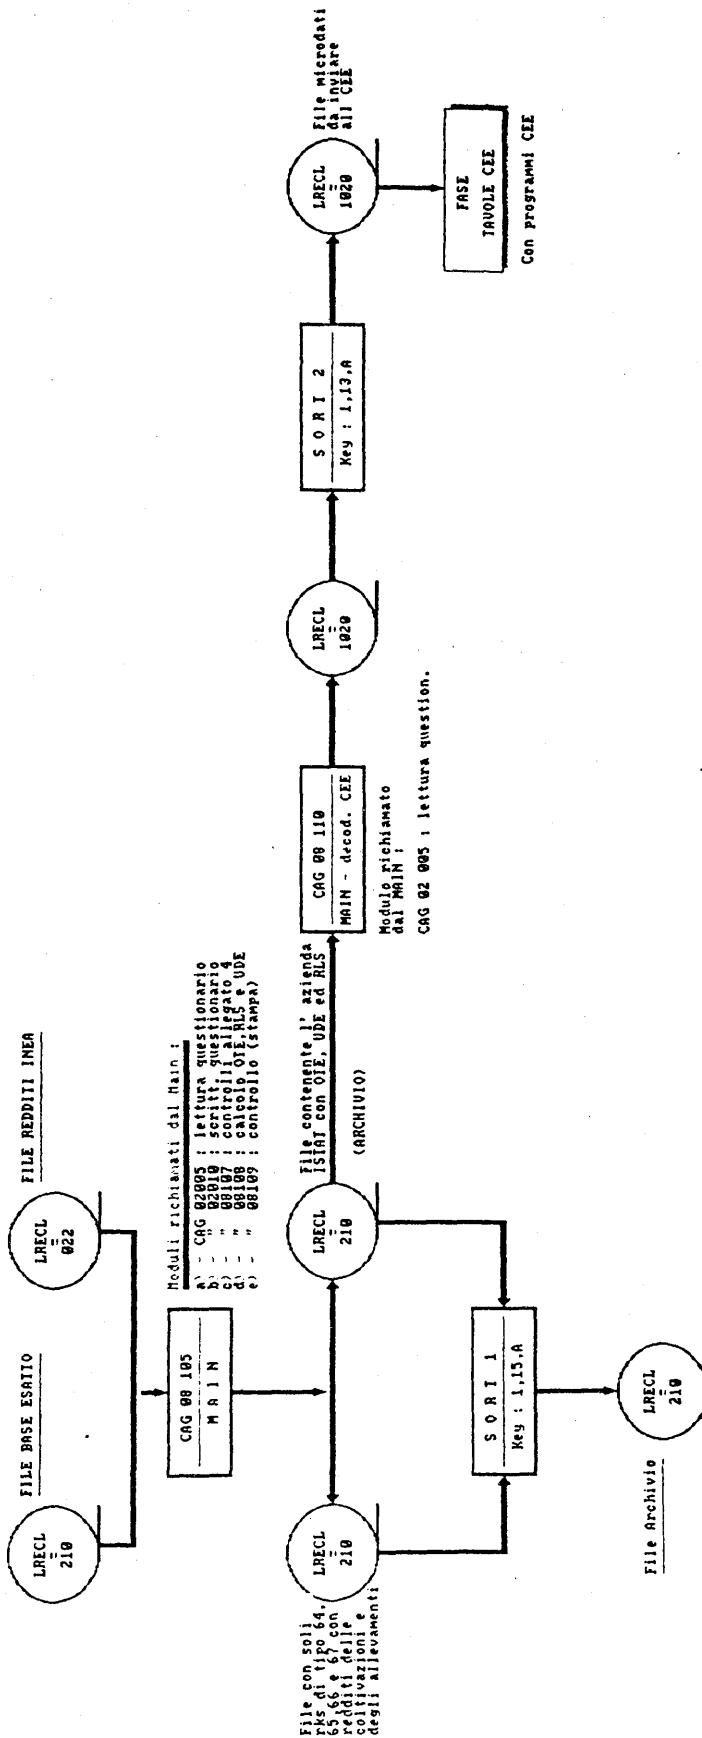 FILE BASE ESATTO
FILE REDDITI INEA
LRECL
=
210
LRECL
=
022
CAG 08 105
M A I N
Moduli richiamati dal Main :
a) - CAG 02005 : lettura questionario
b) - " 02010 : scritt. questionario
c) - " 08107 : controlli allegato 4
d) - " 08108 : calcolo OTE,RLS e UDE
e) - " 08109 : controllo (stampa)
File con soli
rks di tipo 64,
65,66 e 67 con
redditi delle
coltivazioni e
degli allevamenti
LRECL
=
210
LRECL
=
210
File contenente l' azienda
ISTAT con OTE, UDE ed RLS
(ARCHIVIO)
S O R T 1
Key : 1,15,A
File Archivio
LRECL
=
210
CAG 08 110
MAIN - decod. CEE
Modulo richiamato
dal MAIN :
CAG 02 005 : lettura question.
LRECL
=
1020
S O R T 2
Key : 1,13,A
LRECL
=
1020
File microdati
da inviare
all CEE
FASE
TAVOLE CEE
Con programmi CEE